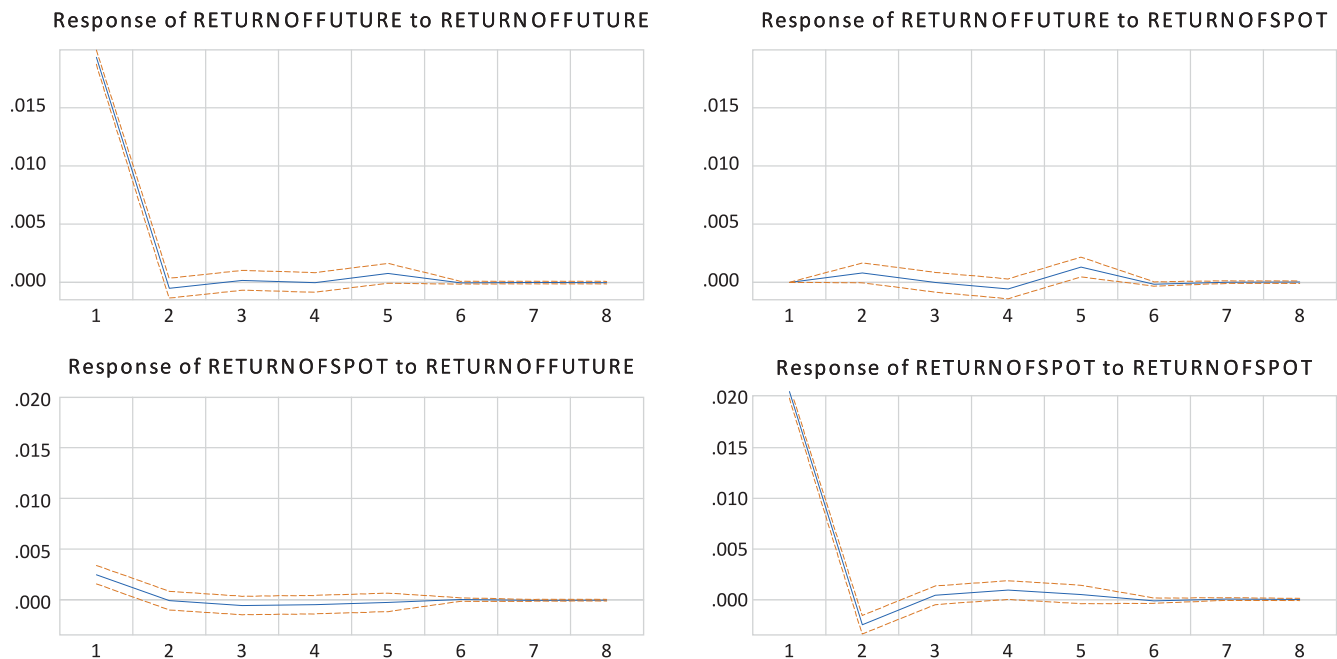 Response of RETURNOFFUTURE to RETURNOFFUTURE
.015
.010
.005
.000
1 2 3 4 5 6 7 8
Response of RETURNOFFUTURE to RETURNOFSPOT
.015
.010
.005
.000
1 2 3 4 5 6 7 8
Response of RETURNOFSPOT to RETURNOFFUTURE
.020
.015
.010
.005
.000
1 2 3 4 5 6 7 8
Response of RETURNOFSPOT to RETURNOFSPOT
.020
.015
.010
.005
.000
1 2 3 4 5 6 7 8